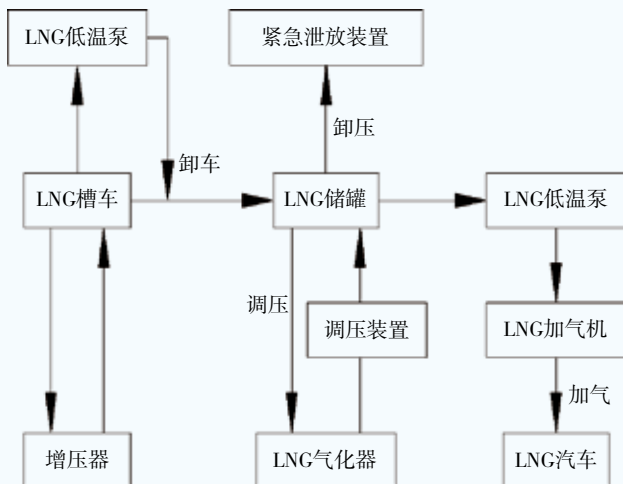 LNG低温泵
紧急泄放装置
卸车
卸压
LNG槽车
LNG储罐
LNG低温泵
调压
调压装置
LNG加气机
加气
增压器
LNG气化器
LNG汽车